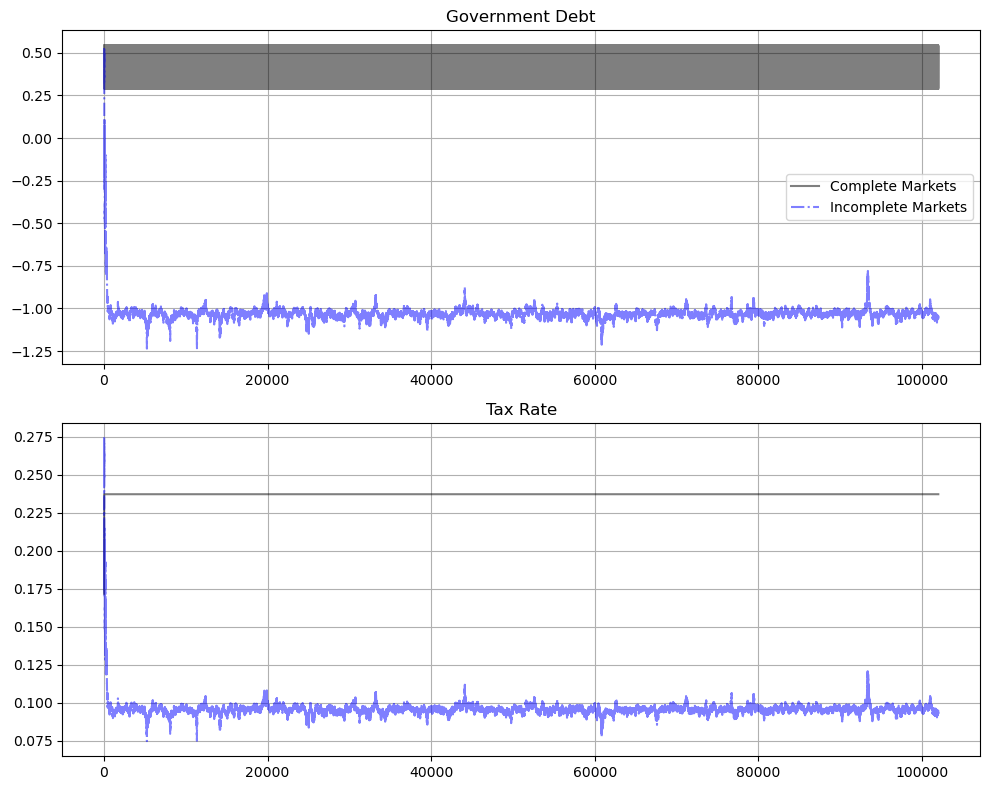 Government Debt
0.50
0.25
0.00
−0.25
−0.50
−0.75
−1.00
−1.25
Complete Markets
Incomplete Markets
0 20000 40000 60000 80000 100000
Tax Rate
0.275
0.250
0.225
0.200
0.175
0.150
0.125
0.100
0.075
0 20000 40000 60000 80000 100000